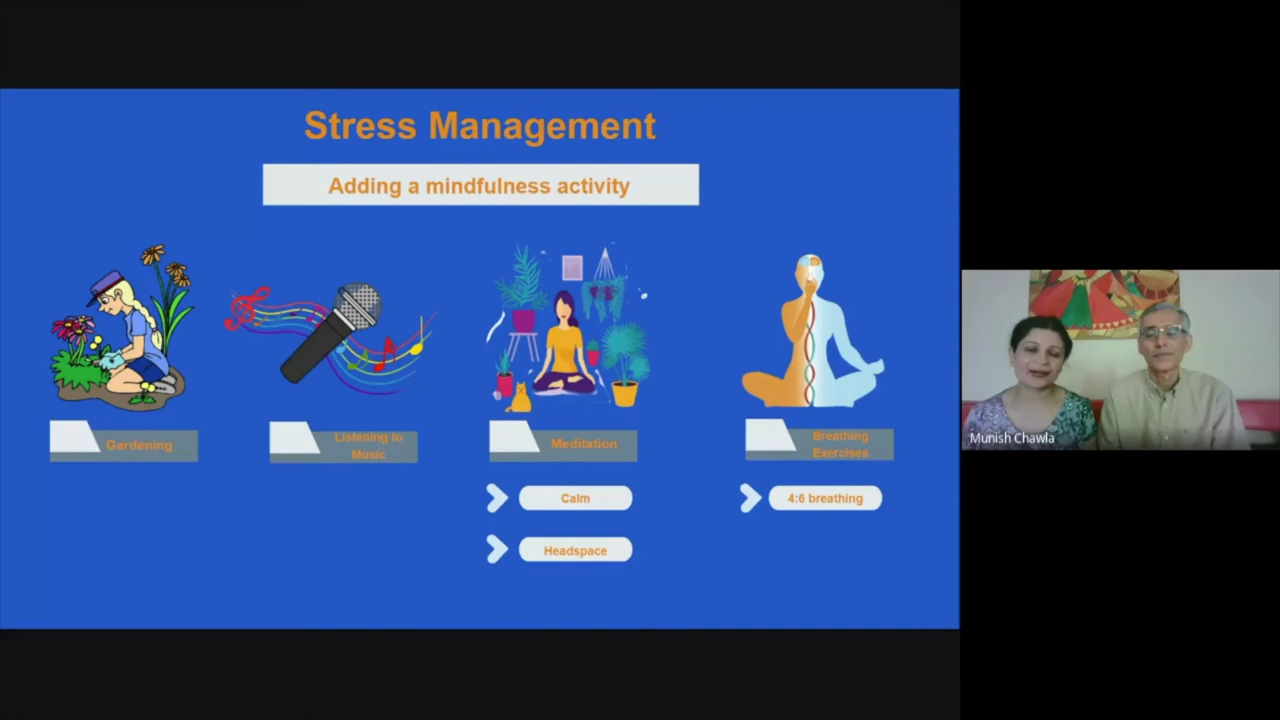 Stress Management
Adding a mindfulness activity
Gardening
Listening to
Music
Meditation
Breathing
Exercises
Calm
4:6 breathing
Headspace
Munish Chawla